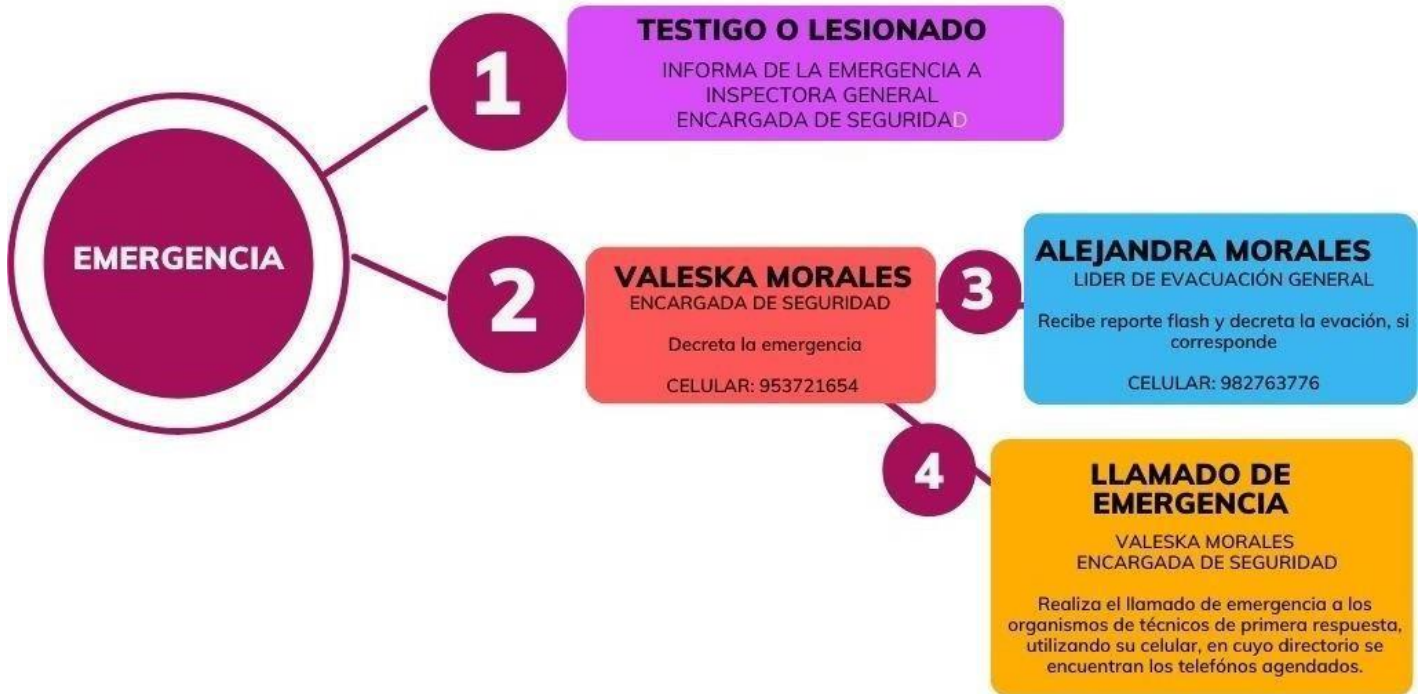 EMERGENCIA
1
TESTIGO O LESIONADO
INFORMA DE LA EMERGENCIA A
INSPECTORA GENERAL
ENCARGADA DE SEGURIDAD
2
VALESKA MORALES
ENCARGADA DE SEGURIDAD
Decreta la emergencia
CELULAR: 953721654
3
ALEJANDRA MORALES
LIDER DE EVACUACIÓN GENERAL
Recibe reporte flash y decreta la evación, si
corresponde
CELULAR: 982763776
4
LLAMADO DE
EMERGENCIA
VALESKA MORALES
ENCARGADA DE SEGURIDAD
Realiza el llamado de emergencia a los
organismos de técnicos de primera respuesta,
utilizando su celular, en cuyo directorio se
encuentran los telefónos agendados.